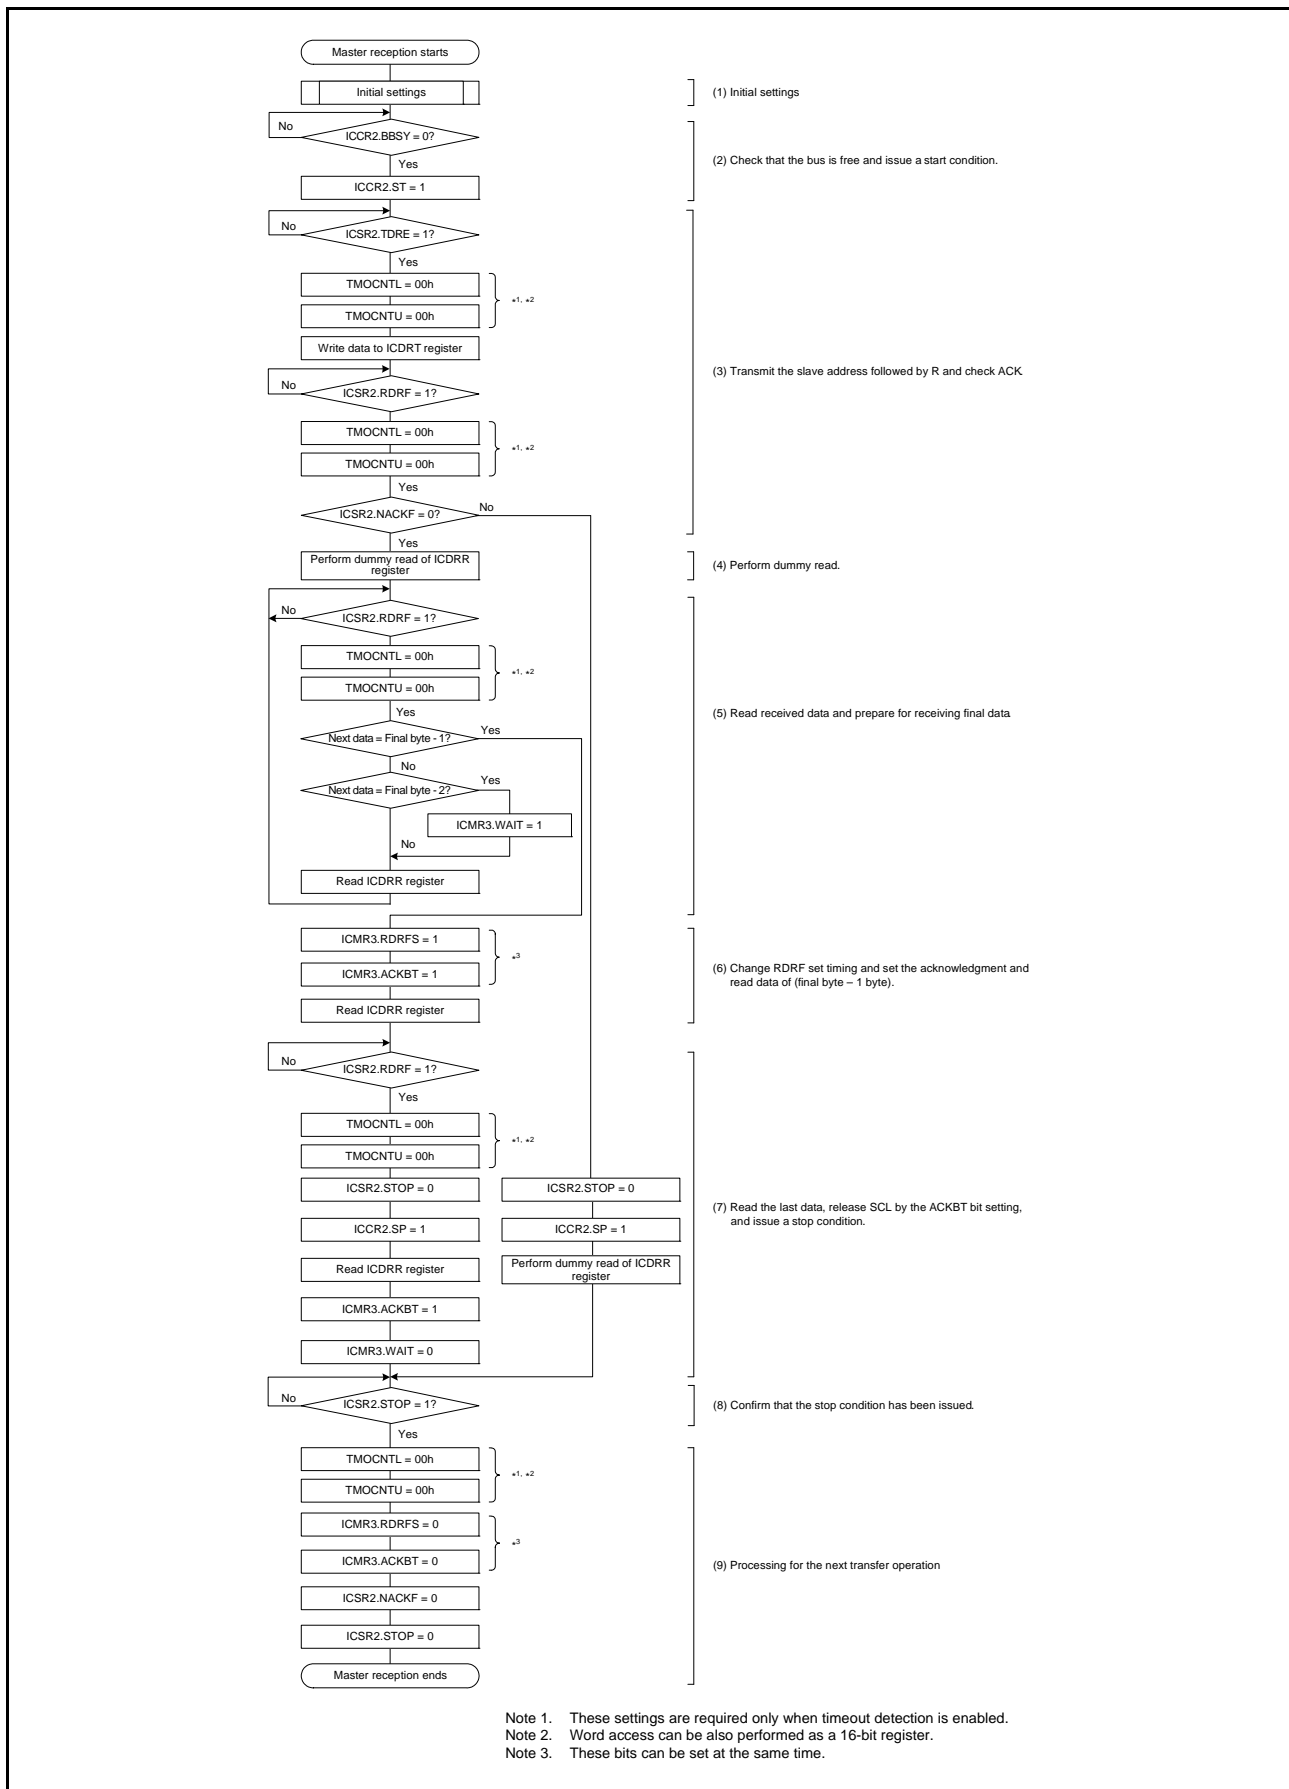 Master reception starts
Initial settings
(1) Initial settings
No
ICCR2.BBSY = 0?
Yes
(2) Check that the bus is free and issue a start condition.
ICCR2.ST = 1
No
ICSR2.TDRE = 1?
Yes
TMOCNTL = 00h
*1, *2
TMOCNTU = 00h
Write data to ICDRT register
(3) Transmit the slave address followed by R and check ACK.
No
ICSR2.RDRF = 1?
TMOCNTL = 00h
*1, *2
TMOCNTU = 00h
Yes
ICSR2.NACKF = 0?
No
Yes
Perform dummy read of ICDRR
register
(4) Perform dummy read.
No
ICSR2.RDRF = 1?
TMOCNTL = 00h
*1, *2
TMOCNTU = 00h
Yes
(5) Read received data and prepare for receiving final data.
Next data = Final byte - 1?
Yes
No
Next data = Final byte - 2?
Yes
ICMR3.WAIT = 1
No
Read ICDRR register
ICMR3.RDRFS = 1
*3
ICMR3.ACKBT = 1
(6) Change RDRF set timing and set the acknowledgment and
read data of (final byte – 1 byte).
Read ICDRR register
No
ICSR2.RDRF = 1?
Yes
TMOCNTL = 00h
*1, *2
TMOCNTU = 00h
ICSR2.STOP = 0
ICSR2.STOP = 0
(7) Read the last data, release SCL by the ACKBT bit setting,
and issue a stop condition.
ICCR2.SP = 1
ICCR2.SP = 1
Read ICDRR register
Perform dummy read of ICDRR
register
ICMR3.ACKBT = 1
ICMR3.WAIT = 0
No
ICSR2.STOP = 1?
(8) Confirm that the stop condition has been issued.
Yes
TMOCNTL = 00h
*1, *2
TMOCNTU = 00h
ICMR3.RDRFS = 0
*3
ICMR3.ACKBT = 0
(9) Processing for the next transfer operation
ICSR2.NACKF = 0
ICSR2.STOP = 0
Master reception ends
Note 1. These settings are required only when timeout detection is enabled.
Note 2. Word access can be also performed as a 16-bit register.
Note 3. These bits can be set at the same time.